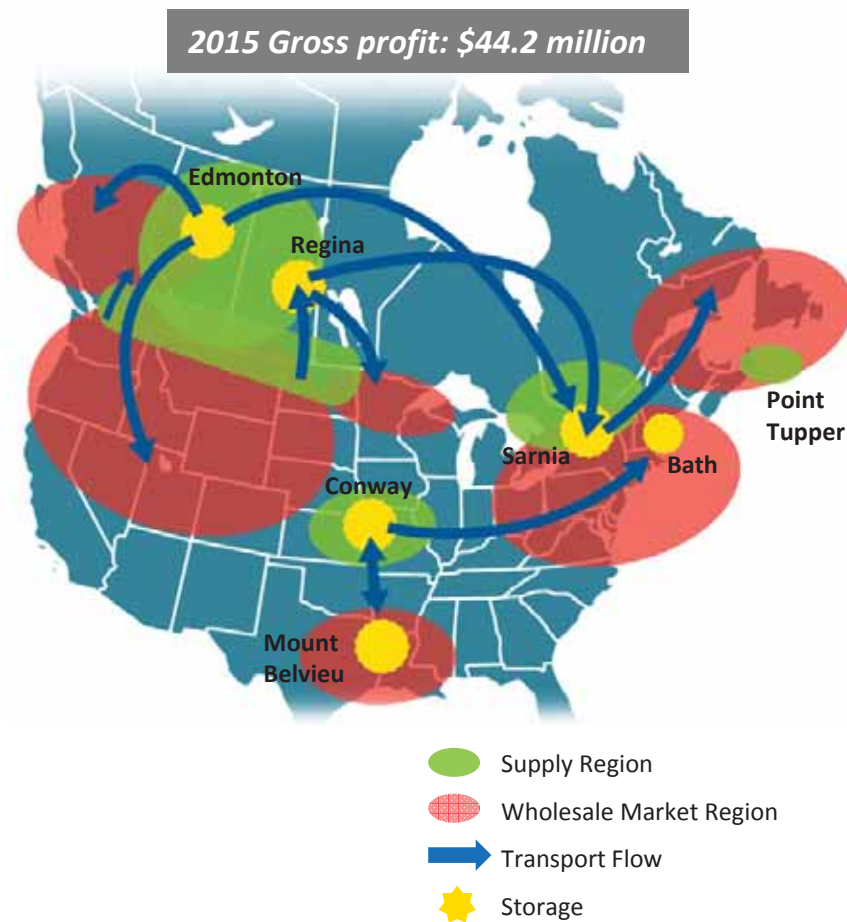 2015 Gross profit: $44.2 million
Edmonton
Regina
Point
Tupper
Sarnia
Bath
Conway
Mount
Belvieu
Supply Region
Wholesale Market Region
Transport Flow
Storage